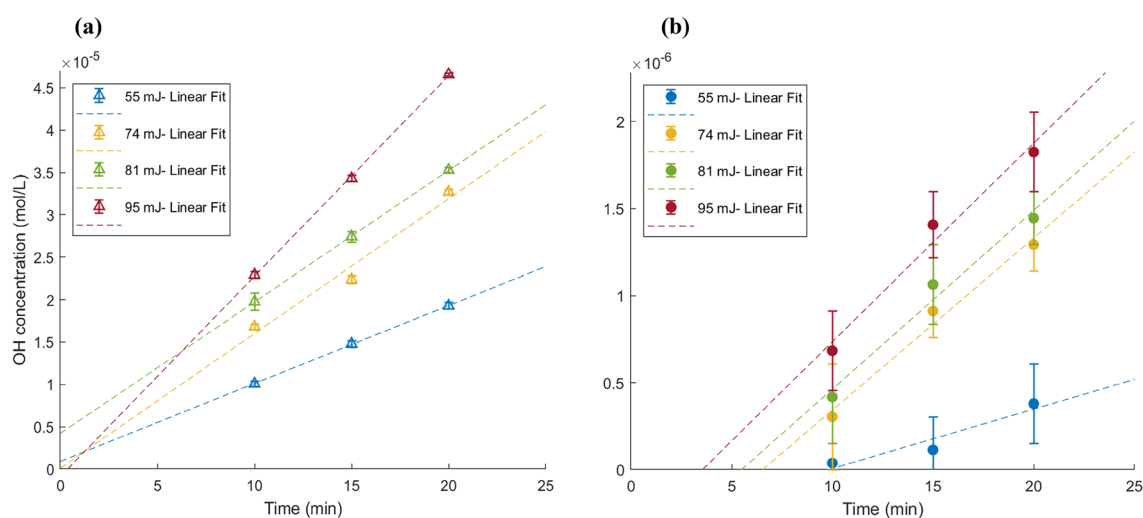 (a)
×10⁻⁵
4.5
4
3.5
3
2.5
2
1.5
1
0.5
0
OH concentration (mol/L)
55 mJ- Linear Fit
74 mJ- Linear Fit
81 mJ- Linear Fit
95 mJ- Linear Fit
0 5 10 15 20 25
Time (min)
(b)
×10⁻⁶
2
1.5
1
0.5
0
55 mJ- Linear Fit
74 mJ- Linear Fit
81 mJ- Linear Fit
95 mJ- Linear Fit
0 5 10 15 20 25
Time (min)